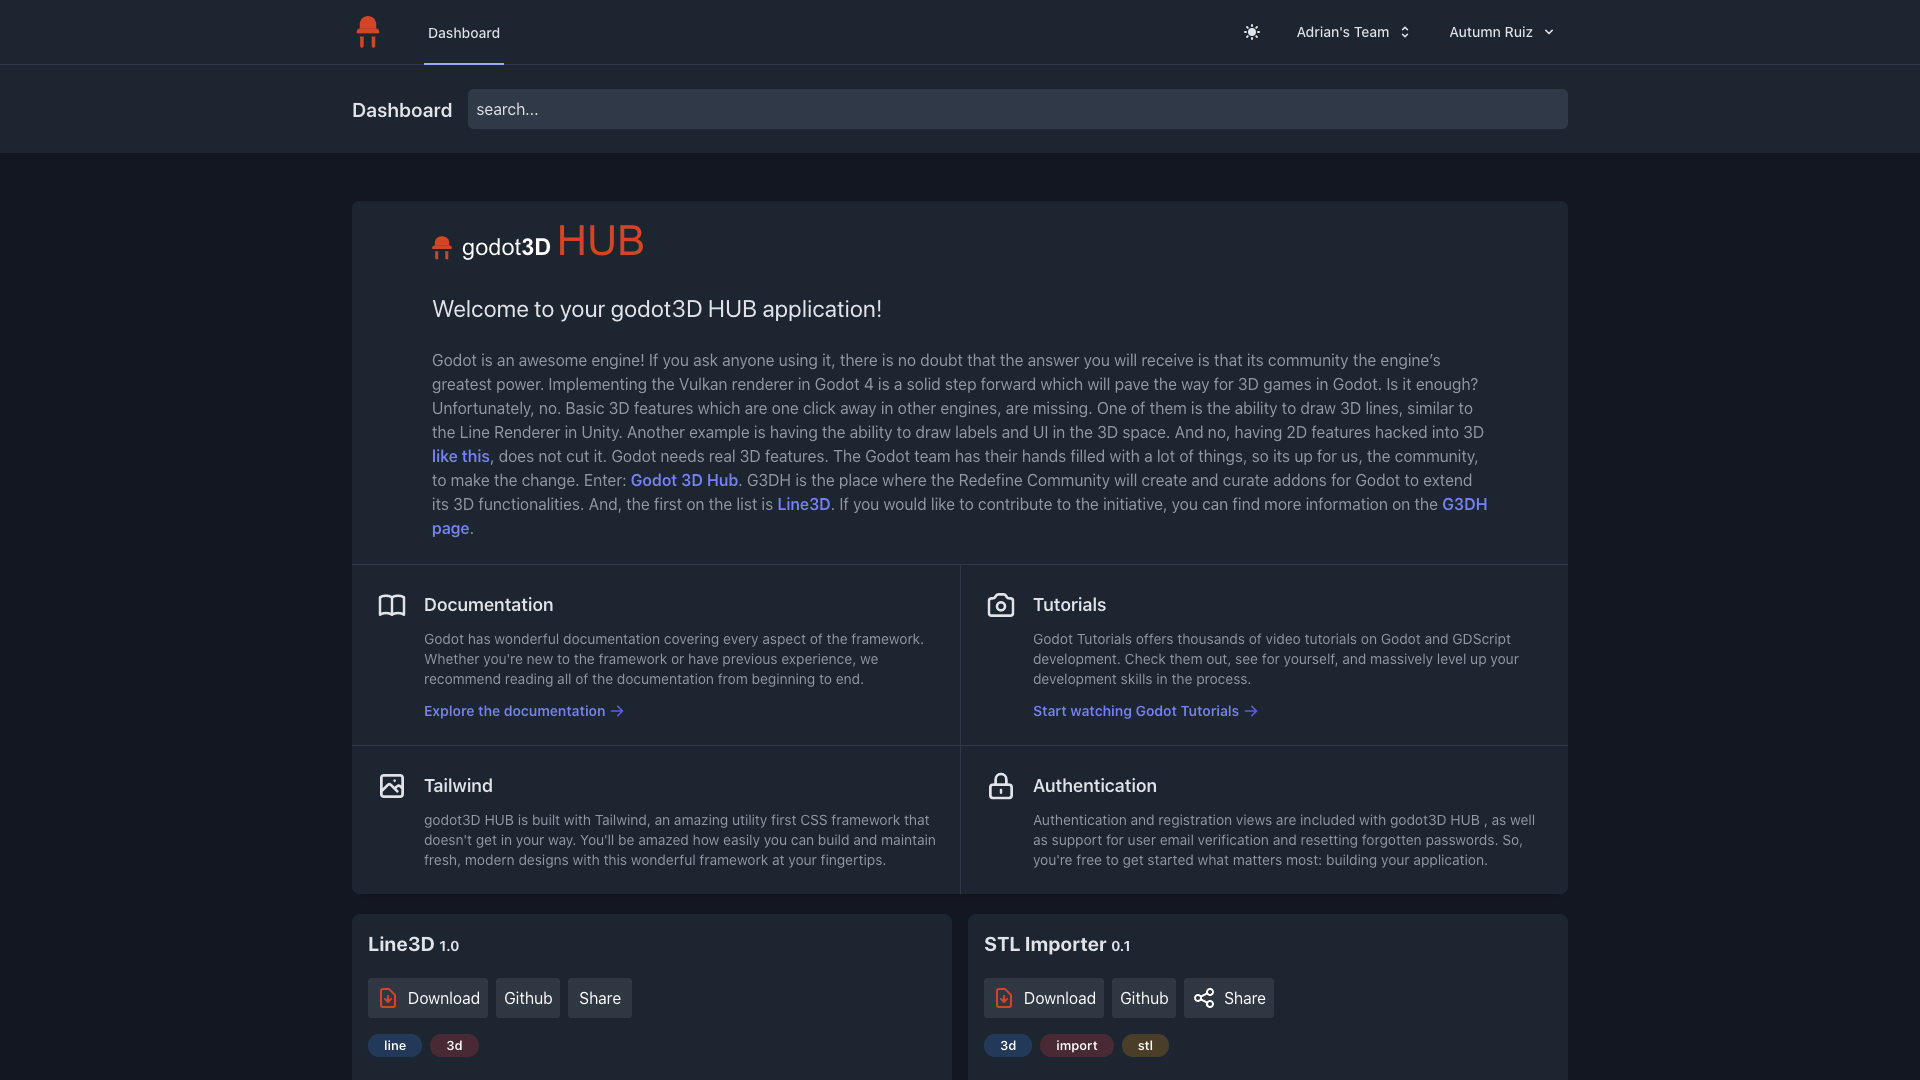 Dashboard
Adrian's Team
Autumn Ruiz
Dashboard
search...
godot3D HUB
Welcome to your godot3D HUB application!
Godot is an awesome engine! If you ask anyone using it, there is no doubt that the answer you will receive is that its community the engine’s
greatest power. Implementing the Vulkan renderer in Godot 4 is a solid step forward which will pave the way for 3D games in Godot. Is it enough?
Unfortunately, no. Basic 3D features which are one click away in other engines, are missing. One of them is the ability to draw 3D lines, similar to
the Line Renderer in Unity. Another example is having the ability to draw labels and UI in the 3D space. And no, having 2D features hacked into 3D
like this, does not cut it. Godot needs real 3D features. The Godot team has their hands filled with a lot of things, so its up for us, the community,
to make the change. Enter: Godot 3D Hub. G3DH is the place where the Redefine Community will create and curate addons for Godot to extend
its 3D functionalities. And, the first on the list is Line3D. If you would like to contribute to the initiative, you can find more information on the G3DH
page.
Documentation
Godot has wonderful documentation covering every aspect of the framework.
Whether you're new to the framework or have previous experience, we
recommend reading all of the documentation from beginning to end.
Explore the documentation
Tutorials
Godot Tutorials offers thousands of video tutorials on Godot and GDScript
development. Check them out, see for yourself, and massively level up your
development skills in the process.
Start watching Godot Tutorials
Tailwind
godot3D HUB is built with Tailwind, an amazing utility first CSS framework that
doesn't get in your way. You'll be amazed how easily you can build and maintain
fresh, modern designs with this wonderful framework at your fingertips.
Authentication
Authentication and registration views are included with godot3D HUB , as well
as support for user email verification and resetting forgotten passwords. So,
you're free to get started what matters most: building your application.
Line3D 1.0
Download
Github
Share
line
3d
STL Importer 0.1
Download
Github
Share
3d
import
stl